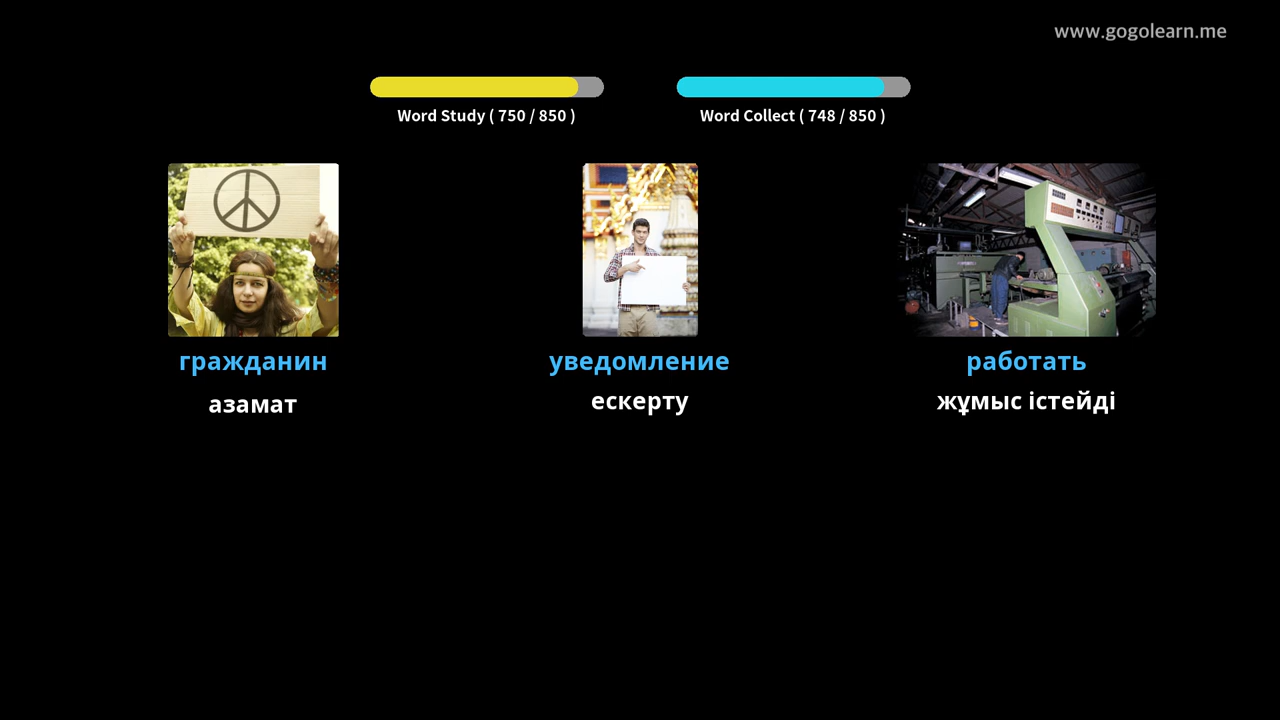 www.gogolearn.me
Word Study ( 750 / 850 )
Word Collect ( 748 / 850 )
гражданин
уведомление
работать
азамат
ескерту
жұмыс істейді